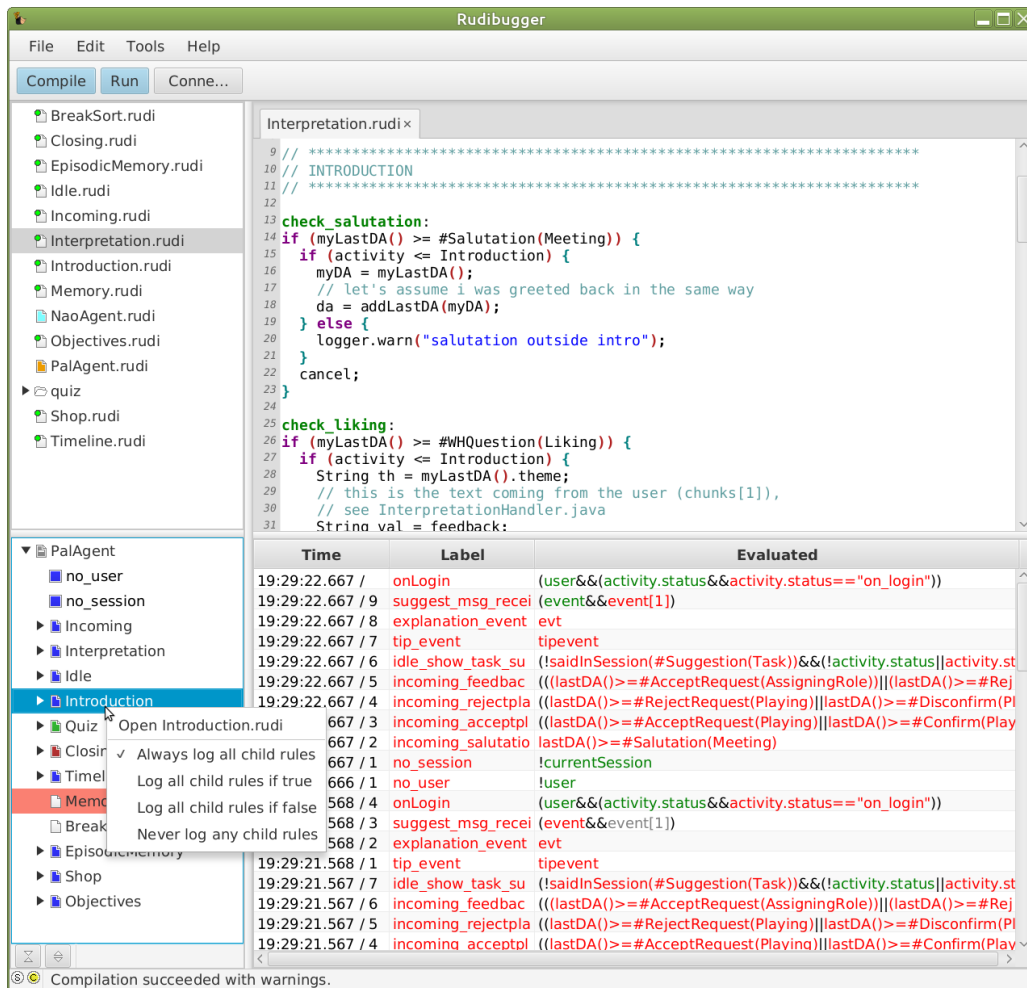 Rudibugger
File Edit Tools Help
Compile Run Conne...
BreakSort.rudi
Closing.rudi
EpisodicMemory.rudi
Idle.rudi
Incoming.rudi
Interpretation.rudi
Introduction.rudi
Memory.rudi
NaoAgent.rudi
Objectives.rudi
PalAgent.rudi
quiz
Shop.rudi
Timeline.rudi
Interpretation.rudi×
9 // **********************************************************************
10 // INTRODUCTION
11 // **********************************************************************
12
13 check_salutation:
14 if (myLastDA() >= #Salutation(Meeting)) {
15 if (activity <= Introduction) {
16 myDA = myLastDA();
17 // let's assume i was greeted back in the same way
18 da = addLastDA(myDA);
19 } else {
20 logger.warn("salutation outside intro");
21 }
22 cancel;
23 }
24
25 check_liking:
26 if (myLastDA() >= #WHQuestion(Liking)) {
27 if (activity <= Introduction) {
28 String th = myLastDA().theme;
29 // this is the text coming from the user (chunks[1]),
30 // see InterpretationHandler.java
31 String val = feedback;
PalAgent
no_user
no_session
Incoming
Interpretation
Idle
Introduction
Quiz
Closin
Timel
Memo
Break
EpisodicMemory
Shop
Objectives
Open Introduction.rudi
✓ Always log all child rules
Log all child rules if true
Log all child rules if false
Never log any child rules
Time Label Evaluated
19:29:22.667 / onLogin (user&&(activity.status&&activity.status=="on_login"))
19:29:22.667 / 9 suggest_msg_recei (event&&event[1])
19:29:22.667 / 8 explanation_event evt
19:29:22.667 / 7 tip_event tipevent
19:29:22.667 / 6 idle_show_task_su (!saidInSession(#Suggestion(Task))&&(!activity.status||activity.st
19:29:22.667 / 5 incoming_feedbac (((lastDA()>=#AcceptRequest(AssigningRole))||(lastDA()>=#Rej
19:29:22.667 / 4 incoming_rejectpla ((lastDA()>=#RejectRequest(Playing)||lastDA()>=#Disconfirm(Pl
667 / 3 incoming_acceptpl ((lastDA()>=#AcceptRequest(Playing)||lastDA()>=#Confirm(Play
667 / 2 incoming_salutatio lastDA()>=#Salutation(Meeting)
667 / 1 no_session !currentSession
666 / 1 no_user !user
568 / 4 onLogin (user&&(activity.status&&activity.status=="on_login"))
568 / 3 suggest_msg_recei (event&&event[1])
568 / 2 explanation_event evt
19:29:21.568 / 1 tip_event tipevent
19:29:21.567 / 7 idle_show_task_su (!saidInSession(#Suggestion(Task))&&(!activity.status||activity.st
19:29:21.567 / 6 incoming_feedbac (((lastDA()>=#AcceptRequest(AssigningRole))||(lastDA()>=#Rej
19:29:21.567 / 5 incoming_rejectpla ((lastDA()>=#RejectRequest(Playing)||lastDA()>=#Disconfirm(Pl
19:29:21.567 / 4 incoming_acceptpl ((lastDA()>=#AcceptRequest(Playing)||lastDA()>=#Confirm(Play
S C Compilation succeeded with warnings.